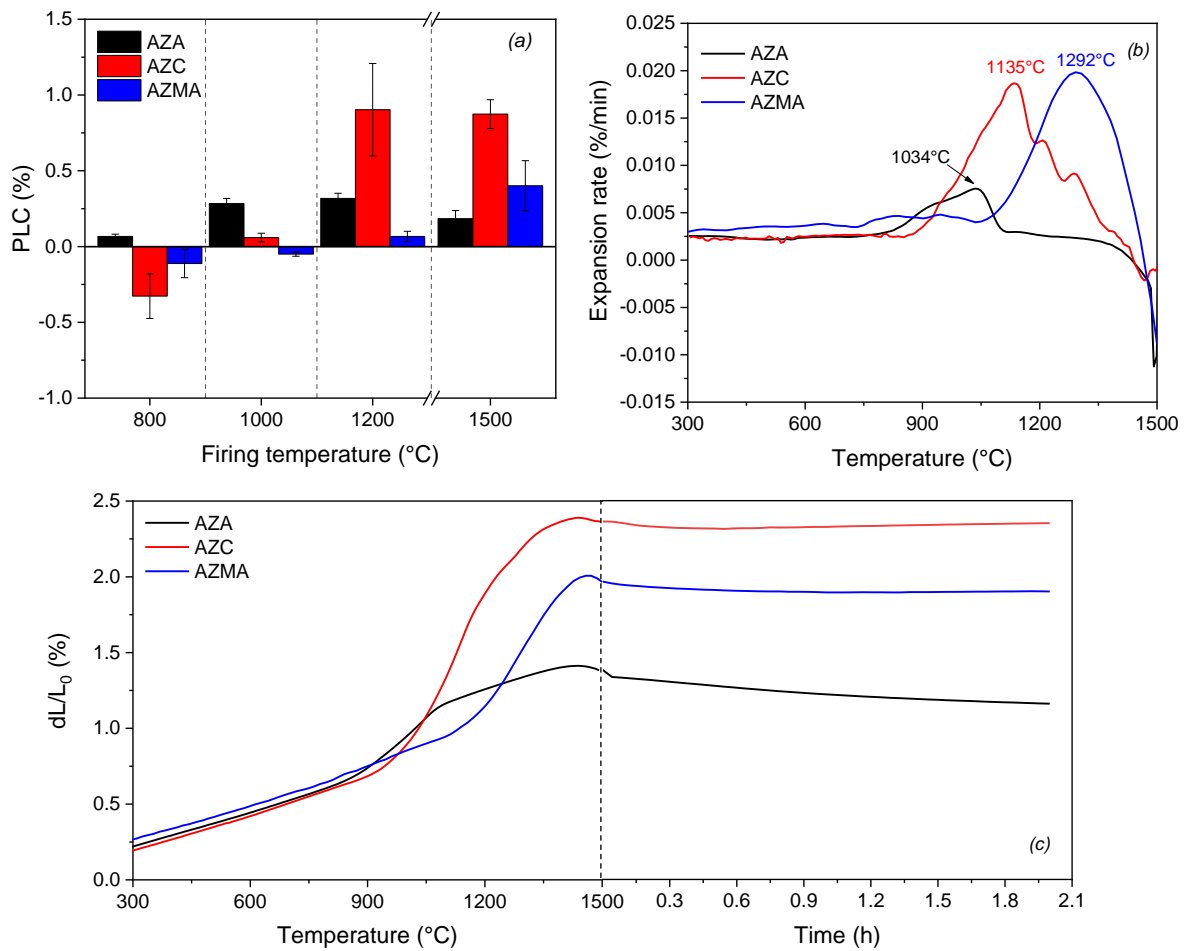 (a)
AZA
AZC
AZMA
1.5
1.0
0.5
0.0
-0.5
-1.0
PLC (%)
800 1000 1200 1500
Firing temperature (°C)
(b)
AZA
AZC
AZMA
1135°C
1292°C
1034°C
0.025
0.020
0.015
0.010
0.005
0.000
-0.005
-0.010
-0.015
Expansion rate (%/min)
300 600 900 1200 1500
Temperature (°C)
AZA
AZC
AZMA
2.5
2.0
1.5
1.0
0.5
0.0
dL/L0 (%)
(c)
300 600 900 1200 1500 0.3 0.6 0.9 1.2 1.5 1.8 2.1
Temperature (°C) Time (h)